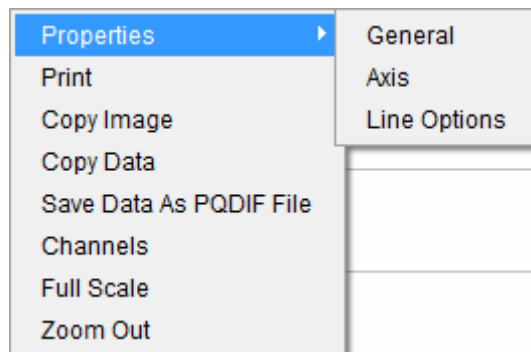 Properties
Print
Copy Image
Copy Data
Save Data As PQDIF File
Channels
Full Scale
Zoom Out
General
Axis
Line Options